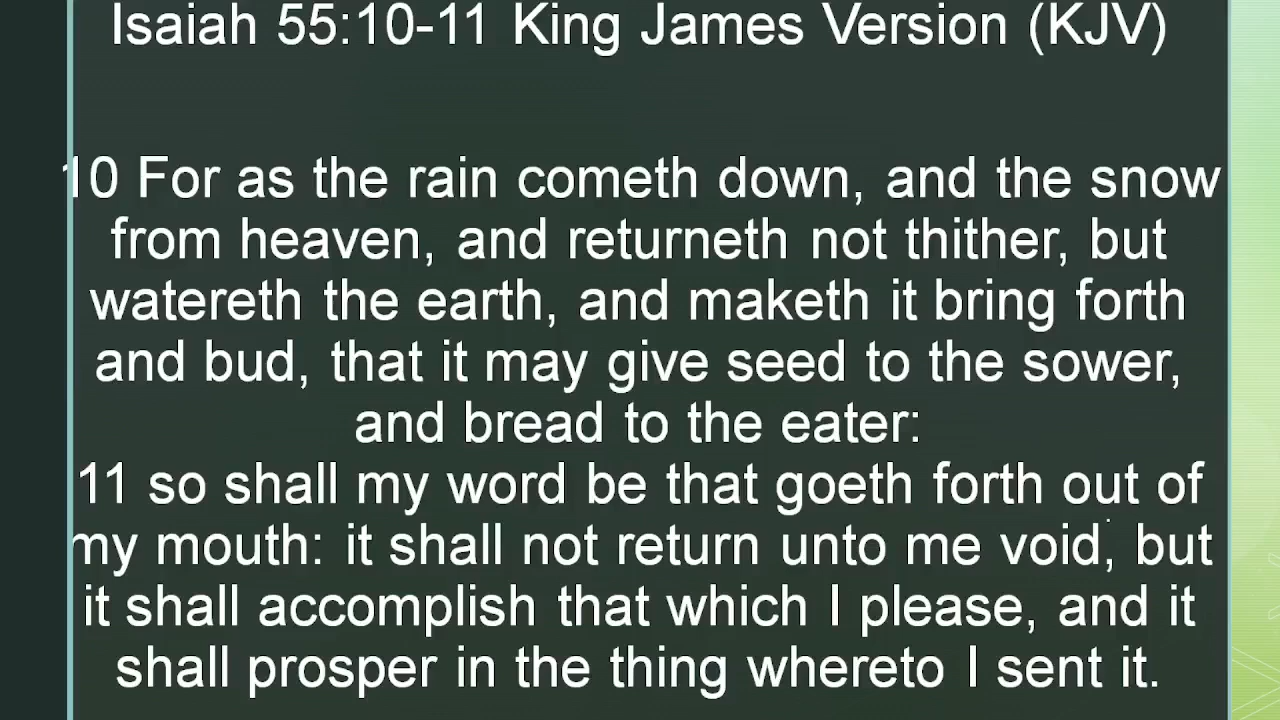 Isaiah 55:10-11 King James Version (KJV)
10 For as the rain cometh down, and the snow
from heaven, and returneth not thither, but
watereth the earth, and maketh it bring forth
and bud, that it may give seed to the sower,
and bread to the eater:
11 so shall my word be that goeth forth out of
my mouth: it shall not return unto me void, but
it shall accomplish that which I please, and it
shall prosper in the thing whereto I sent it.